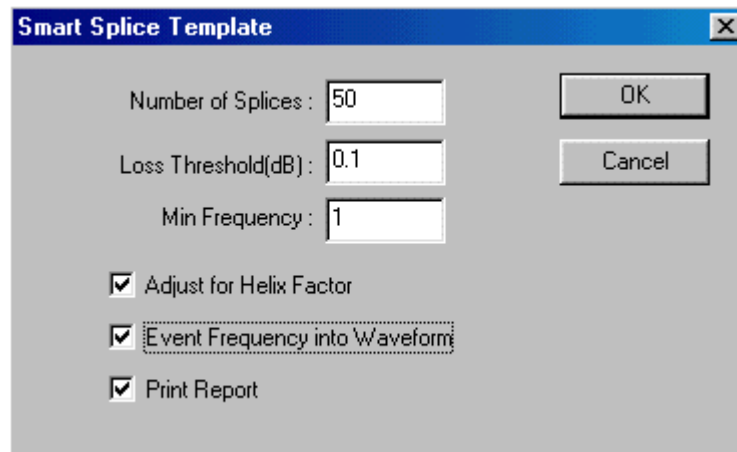 Smart Splice Template
Number of Splices : 50
OK
Loss Threshold(dB) : 0.1
Cancel
Min Frequency : 1
Adjust for Helix Factor
Event Frequency into Waveform
Print Report